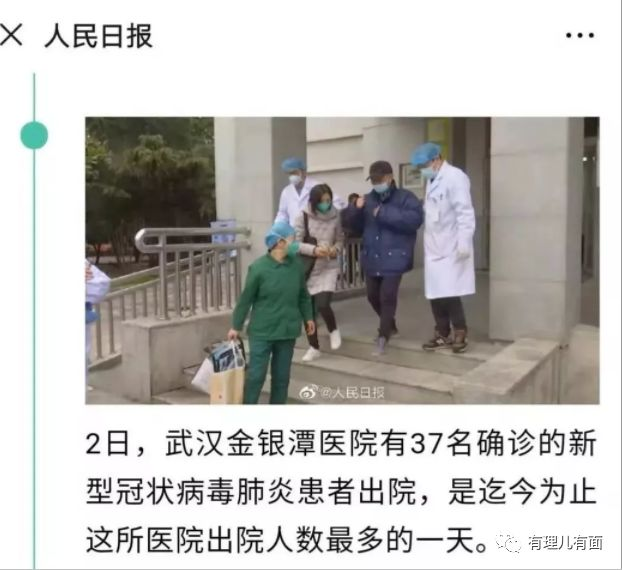 人民日报
@人民日报
2日，武汉金银潭医院有37名确诊的新
型冠状病毒肺炎患者出院，是迄今为止
这所医院出院人数最多的一天。
有理儿有面